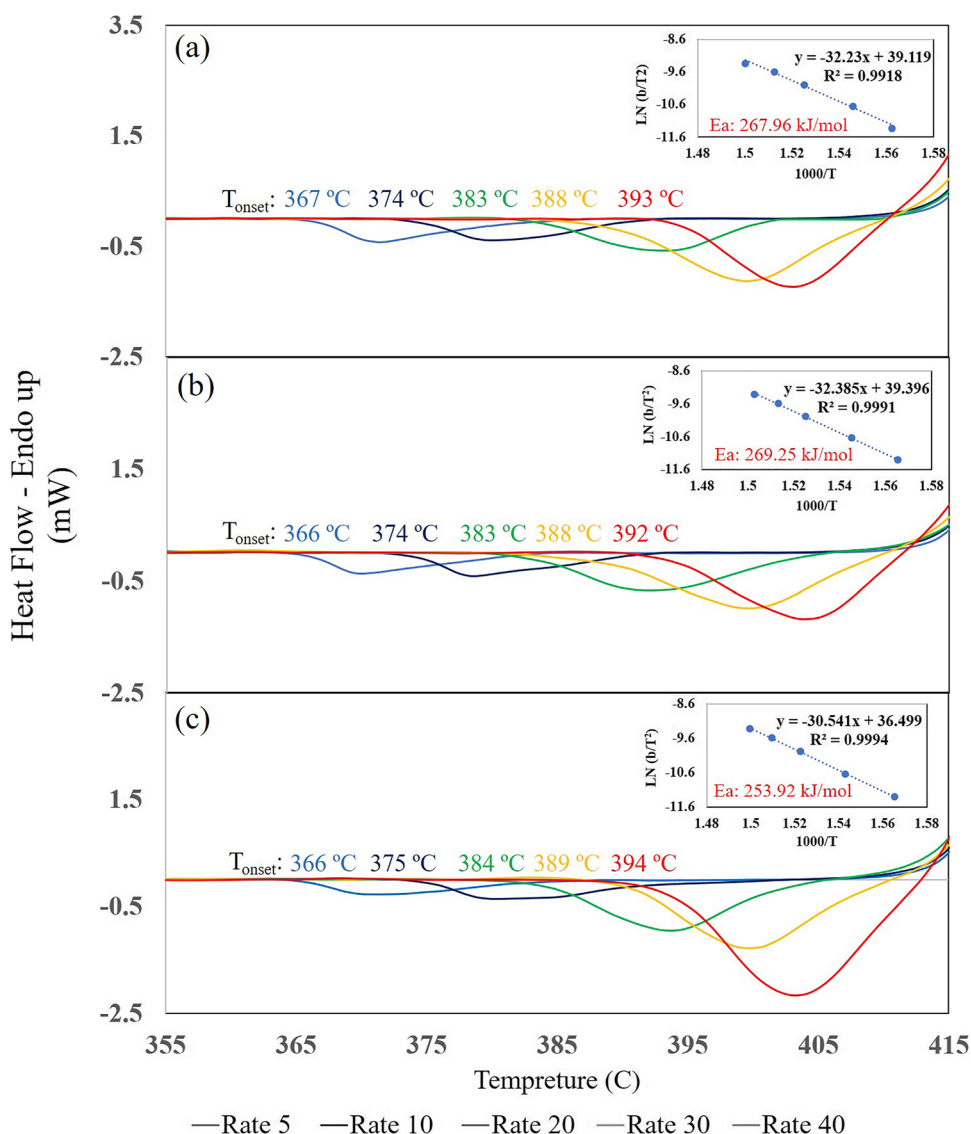 Heat Flow - Endo up
(mW)
(a)
3.5
1.5
-0.5
-2.5
-8.6
-9.6
-10.6
-11.6
LN (b/T2)
y = -32.23x + 39.119
R² = 0.9918
Ea: 267.96 kJ/mol
1.48 1.5 1.52 1.54 1.56 1.58
1000/T
Tonset: 367 ºC 374 ºC 383 ºC 388 ºC 393 ºC
(b)
1.5
-0.5
-2.5
-8.6
-9.6
-10.6
-11.6
LN (b/T²)
y = -32.385x + 39.396
R² = 0.9991
Ea: 269.25 kJ/mol
1.48 1.5 1.52 1.54 1.56 1.58
1000/T
Tonset: 366 ºC 374 ºC 383 ºC 388 ºC 392 ºC
(c)
1.5
-0.5
-2.5
-8.6
-9.6
-10.6
-11.6
LN (b/T²)
y = -30.541x + 36.499
R² = 0.9994
Ea: 253.92 kJ/mol
1.48 1.5 1.52 1.54 1.56 1.58
1000/T
Tonset: 366 ºC 375 ºC 384 ºC 389 ºC 394 ºC
355 365 375 385 395 405 415
Tempreture (C)
Rate 5 Rate 10 Rate 20 Rate 30 Rate 40